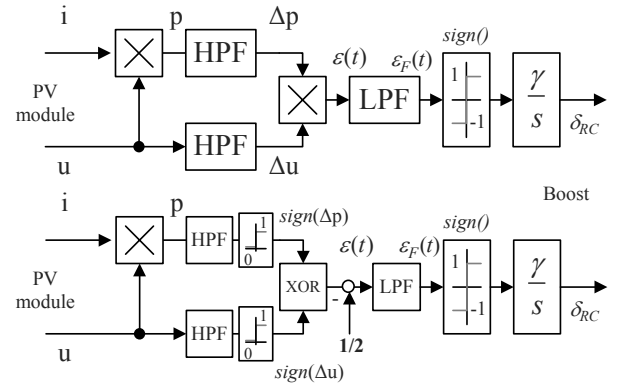 i p Δp
HPF
ε(t) ε_F(t) sign()
PV module
LPF
1
-1
γ
s
δ_RC
u
HPF
Δu
Boost
i p
sign(Δp)
HPF
1
0
ε(t) ε_F(t) sign()
PV module
XOR
-
LPF
1
-1
γ
s
δ_RC
u
HPF
1
0
1/2
sign(Δu)